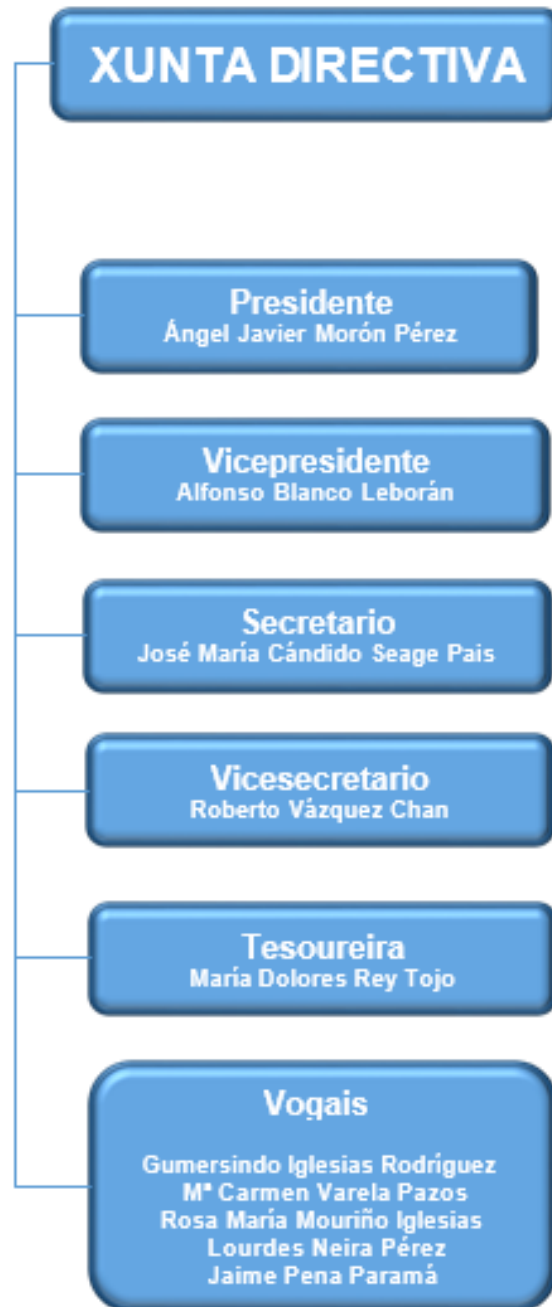 XUNTA DIRECTIVA
Presidente
Ángel Javier Morón Pérez
Vicepresidente
Alfonso Blanco Leborán
Secretario
José María Cándido Seage Pais
Vicesecretario
Roberto Vázquez Chan
Tesoureira
María Dolores Rey Tojo
Vogais
Gumersindo Iglesias Rodríguez
Mª Carmen Varela Pazos
Rosa María Mouriño Iglesias
Lourdes Neira Pérez
Jaime Pena Paramá